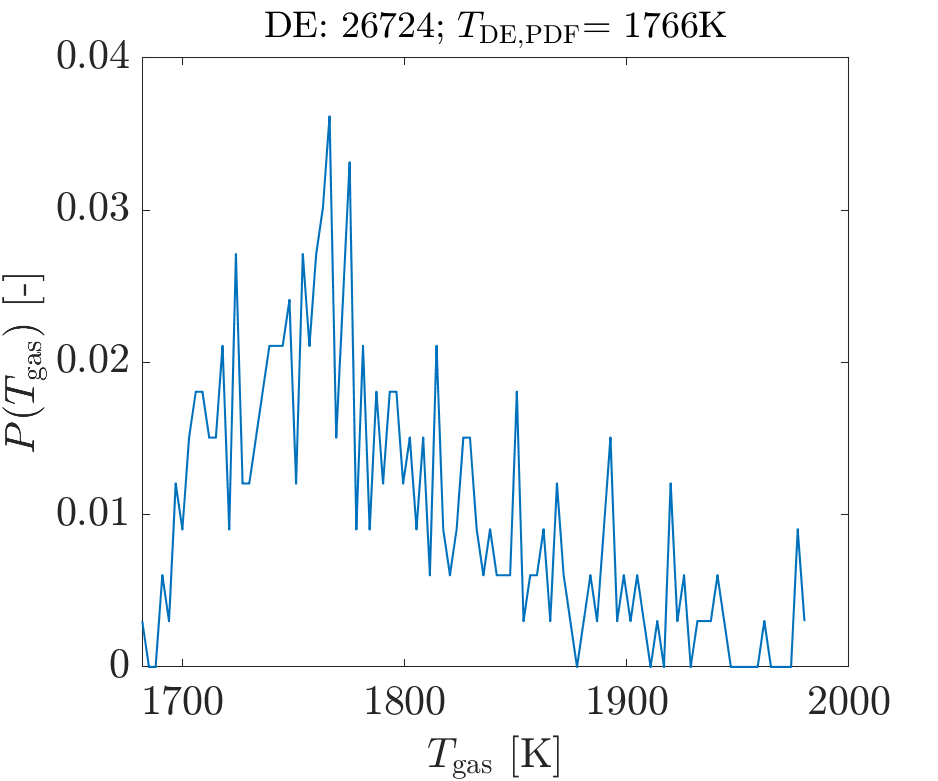 DE: 26724; T_DE,PDF= 1766K
0.04
0.03
0.02
0.01
0
P(T_gas) [-]
1700 1800 1900 2000
T_gas [K]